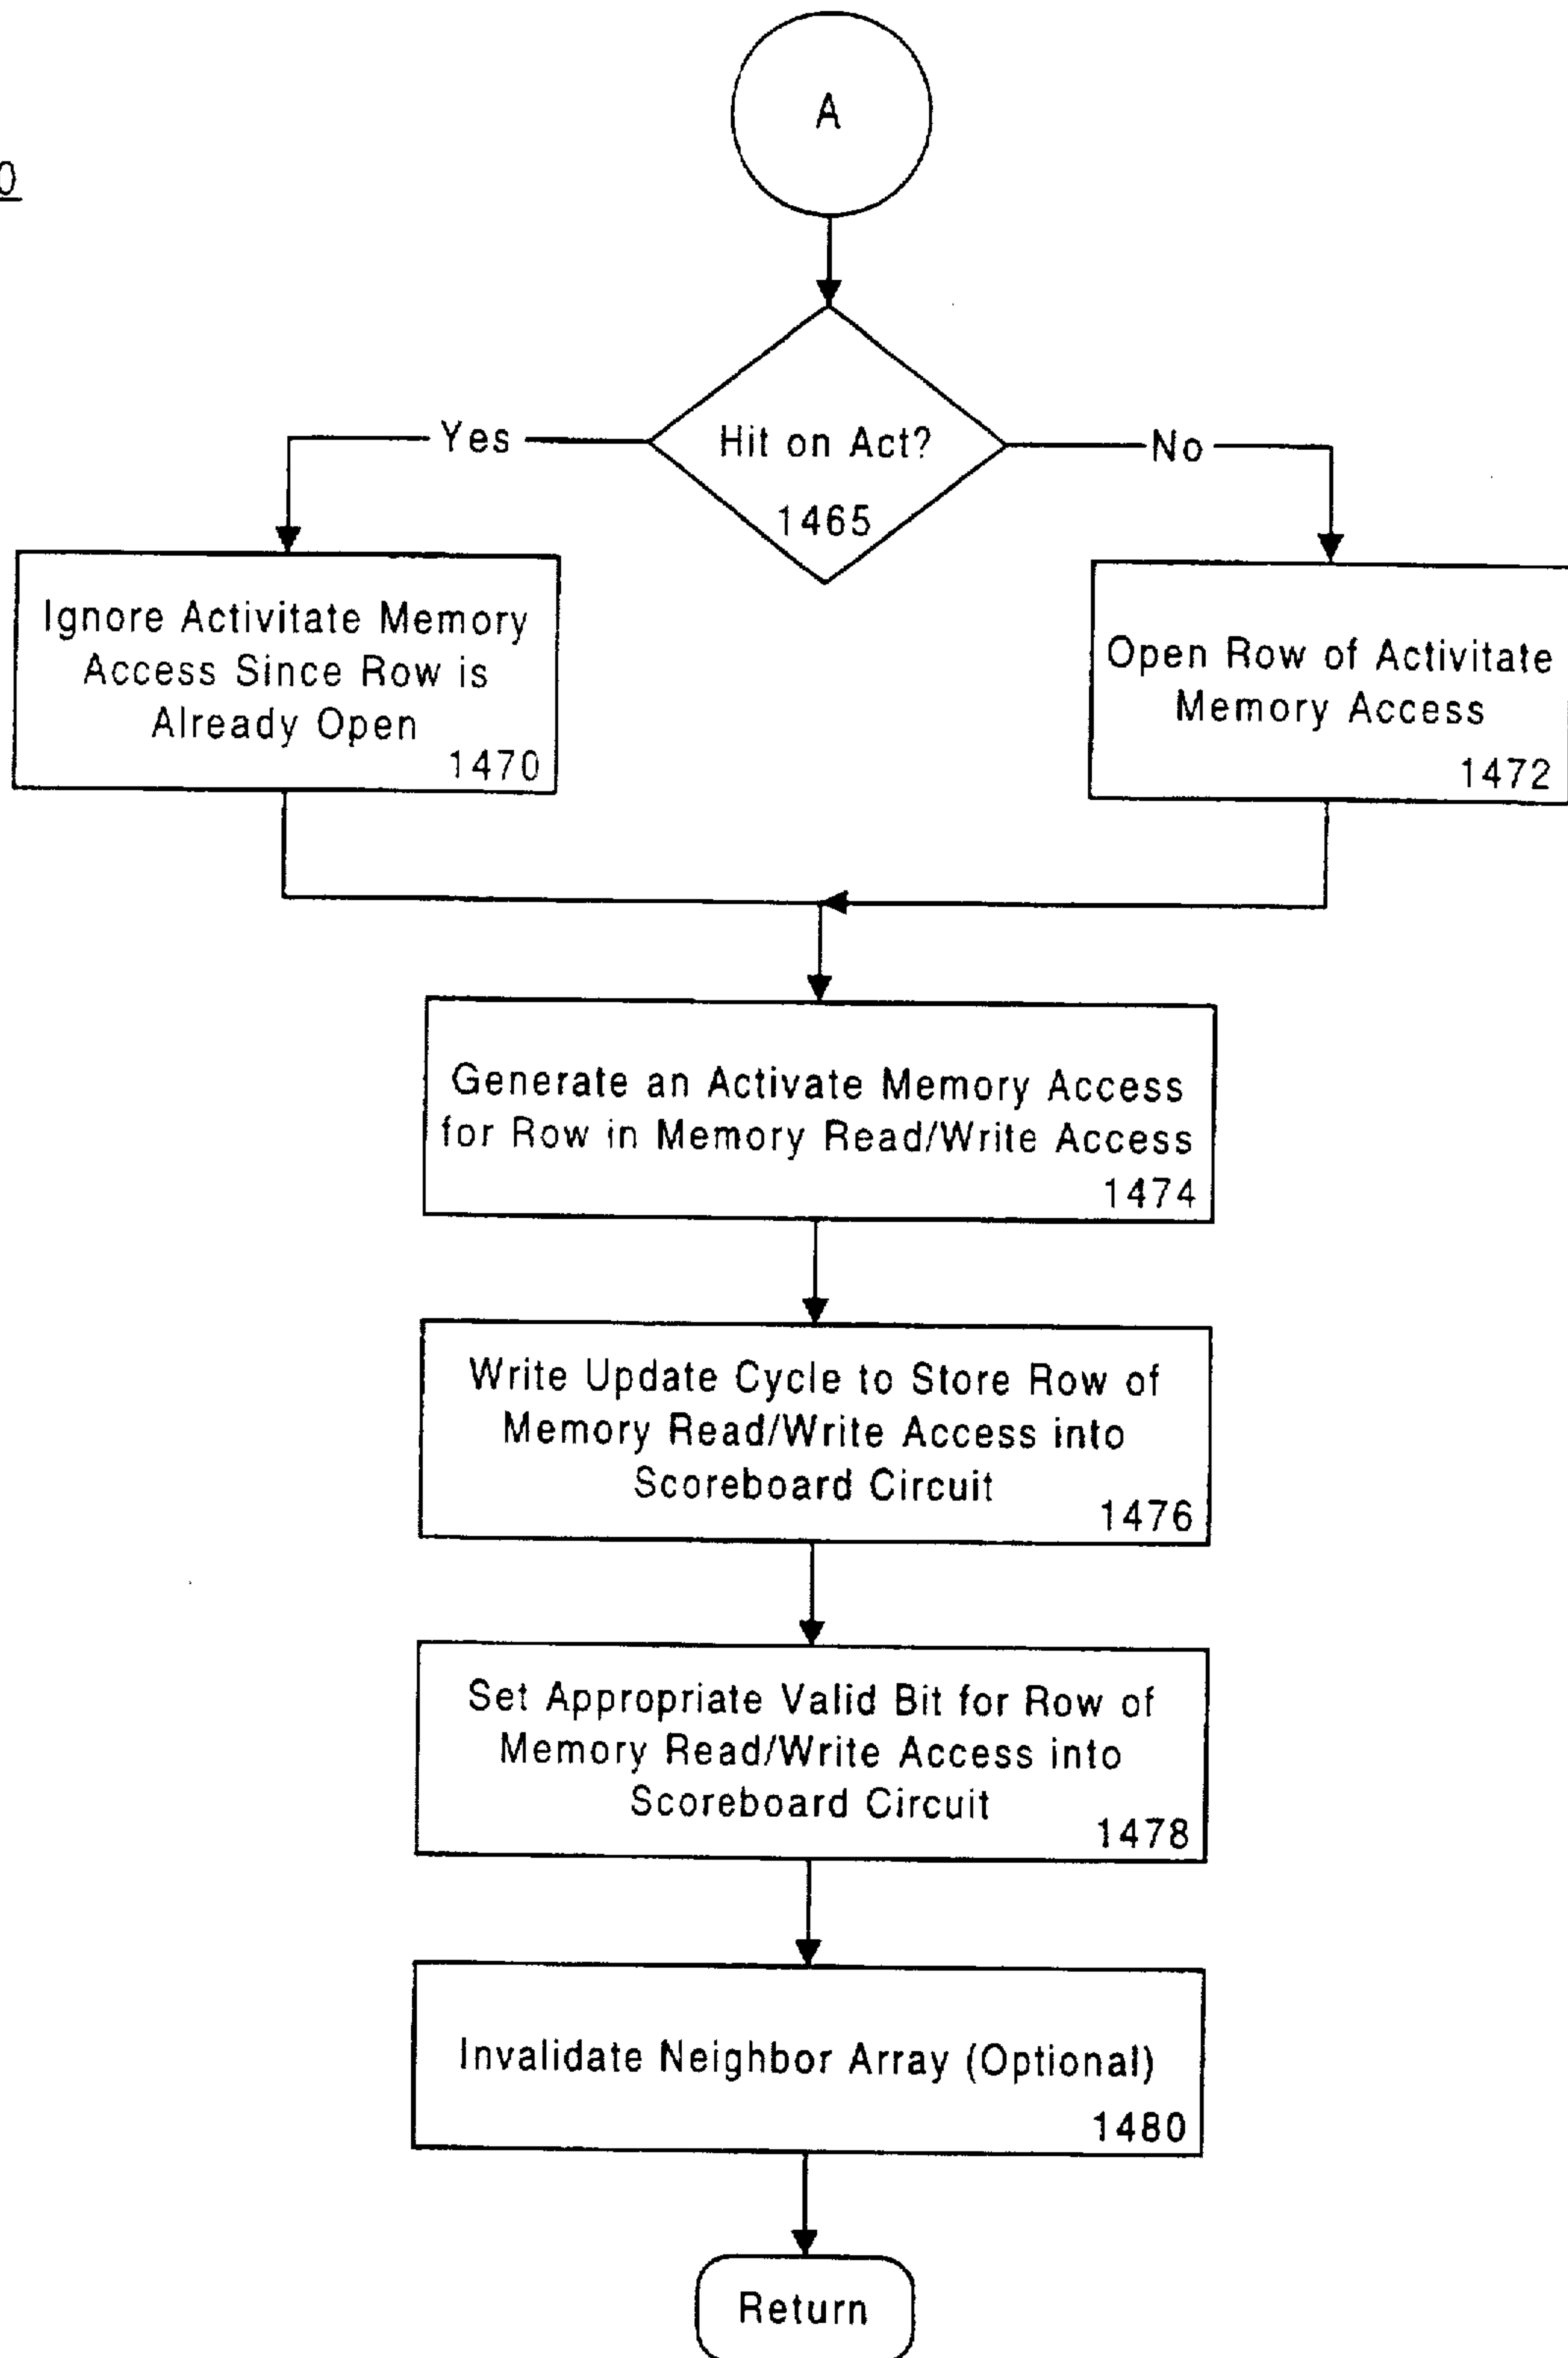 A
0
Hit on Act?
1465
Yes
No
Ignore Activitate Memory
Access Since Row is
Already Open
1470
Open Row of Activitate
Memory Access
1472
Generate an Activate Memory Access
for Row in Memory Read/Write Access
1474
Write Update Cycle to Store Row of
Memory Read/Write Access into
Scoreboard Circuit
1476
Set Appropriate Valid Bit for Row of
Memory Read/Write Access into
Scoreboard Circuit
1478
Invalidate Neighbor Array (Optional)
1480
Return